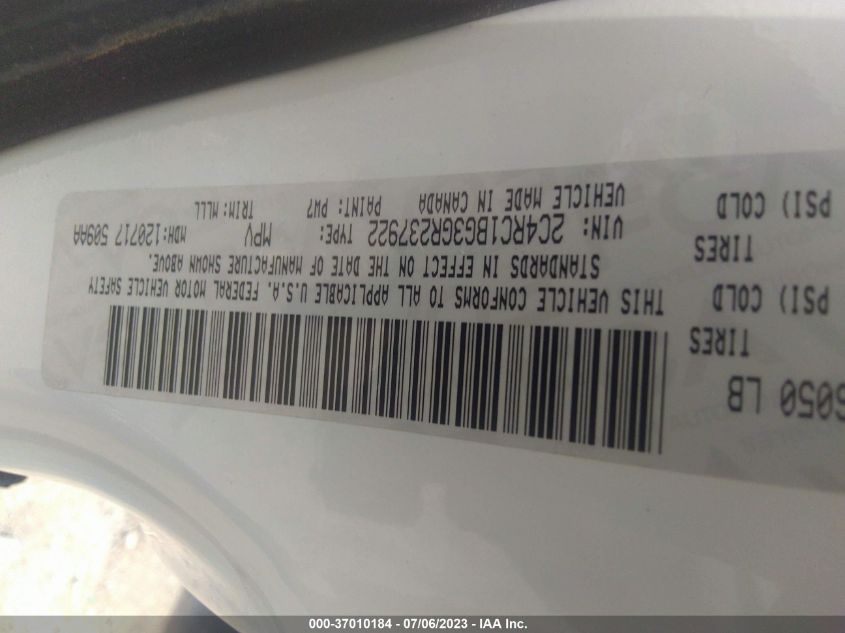 6050 LB
TIRES
PSI) COLD
TIRES
PSI) COLD
THIS VEHICLE CONFORMS TO ALL APPLICABLE U.S.A. FEDERAL MOTOR VEHICLE SAFETY
STANDARDS IN EFFECT ON THE DATE OF MANUFACTURE SHOWN ABOVE.
VIN: 2C4RC1BG3GR237922 TYPE: MPV MDH: 120717 509AA
VEHICLE MADE IN CANADA PAINT: PW7 TRIM: MLLL
000-37010184 - 07/06/2023 - IAA Inc.